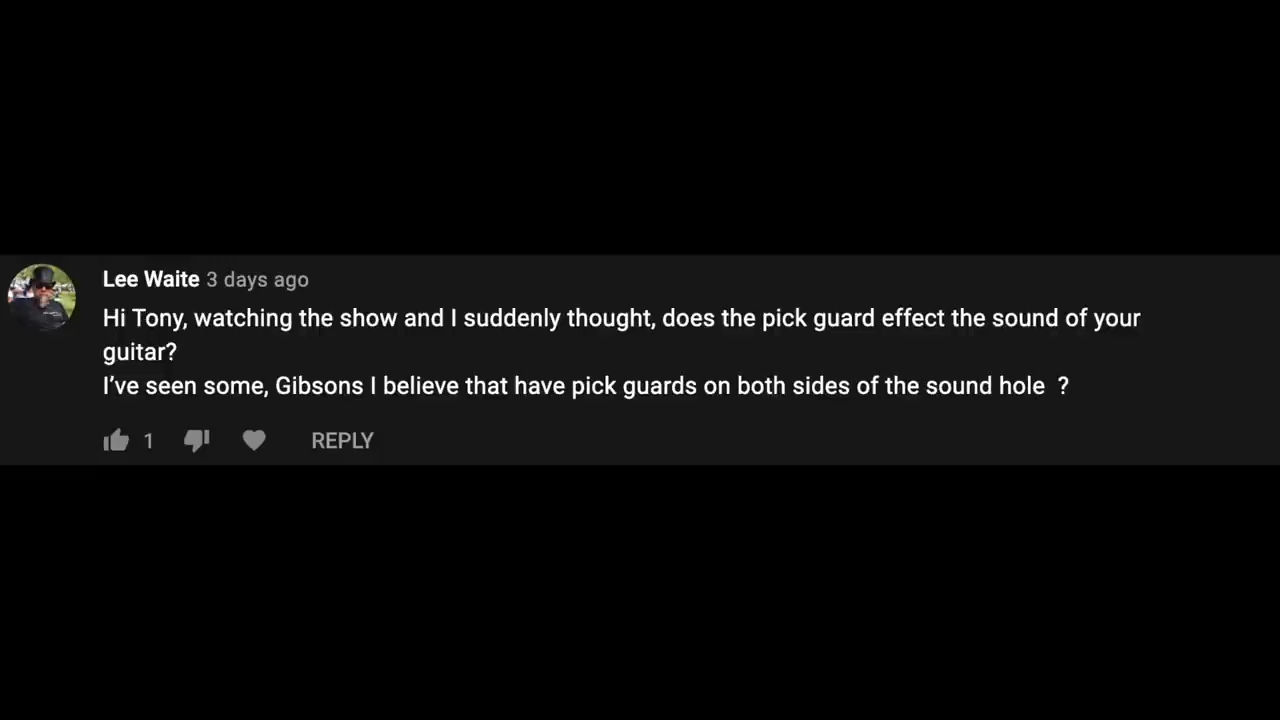 Lee Waite 3 days ago
Hi Tony, watching the show and I suddenly thought, does the pick guard effect the sound of your
guitar?
I've seen some, Gibsons I believe that have pick guards on both sides of the sound hole  ?
1 REPLY